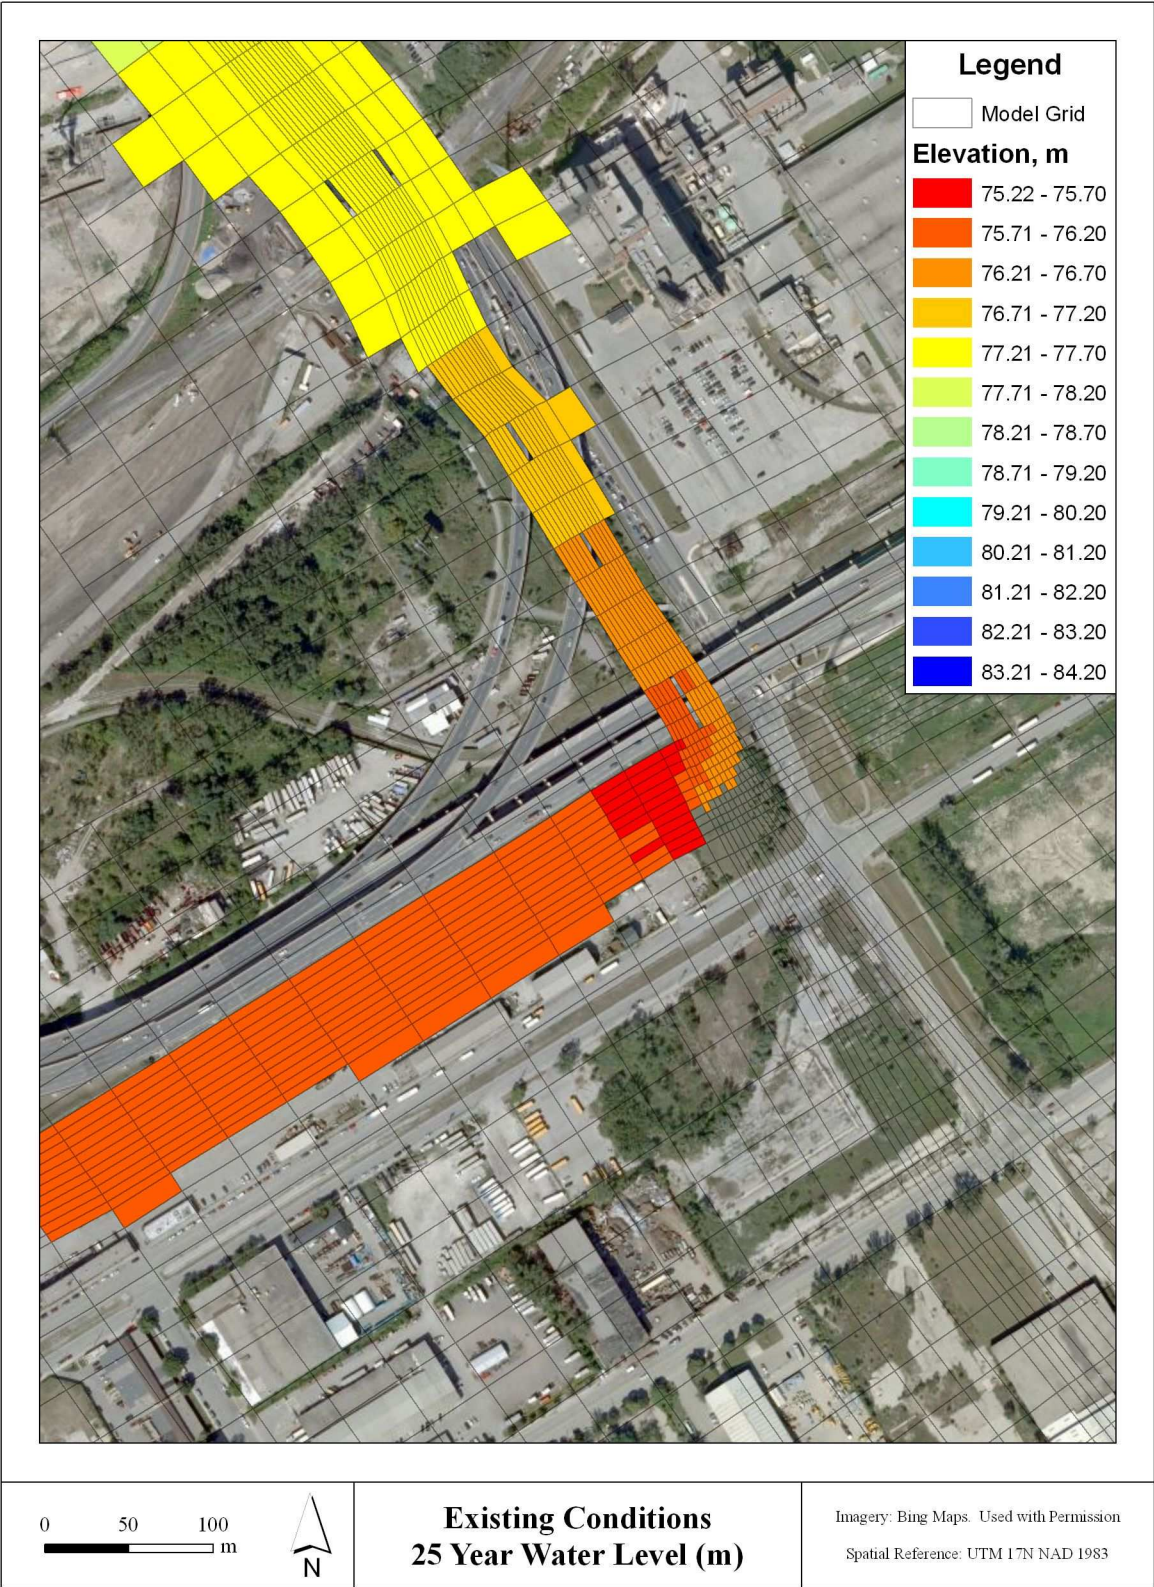 Legend
Model Grid
Elevation, m
75.22 - 75.70
75.71 - 76.20
76.21 - 76.70
76.71 - 77.20
77.21 - 77.70
77.71 - 78.20
78.21 - 78.70
78.71 - 79.20
79.21 - 80.20
80.21 - 81.20
81.21 - 82.20
82.21 - 83.20
83.21 - 84.20
0 50 100
m
N
Existing Conditions
25 Year Water Level (m)
Imagery: Bing Maps. Used with Permission
Spatial Reference: UTM 17N NAD 1983